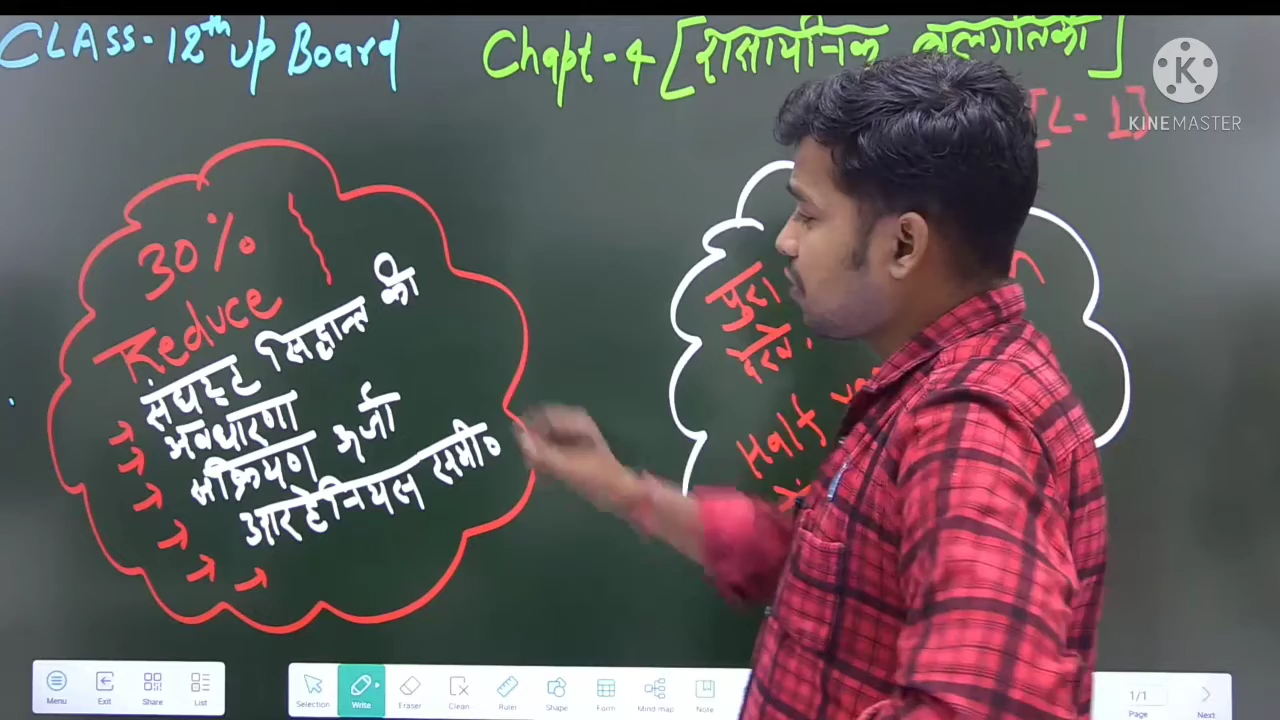 CLASS-12th up Board
Chapt-4 [रासायनिक बलगतिकी]
[L-1]
KINEMASTER
30%
Reduce
संघट्ट सिद्धान्त की
अवधारणा
सक्रियण ऊर्जा
आरहेनियस समी०
पुरा
Half
Menu
Exit
Share
List
Selection
Write
Eraser
Clean
Ruler
Shape
Form
Mind map
Note
1/1
Page
Next